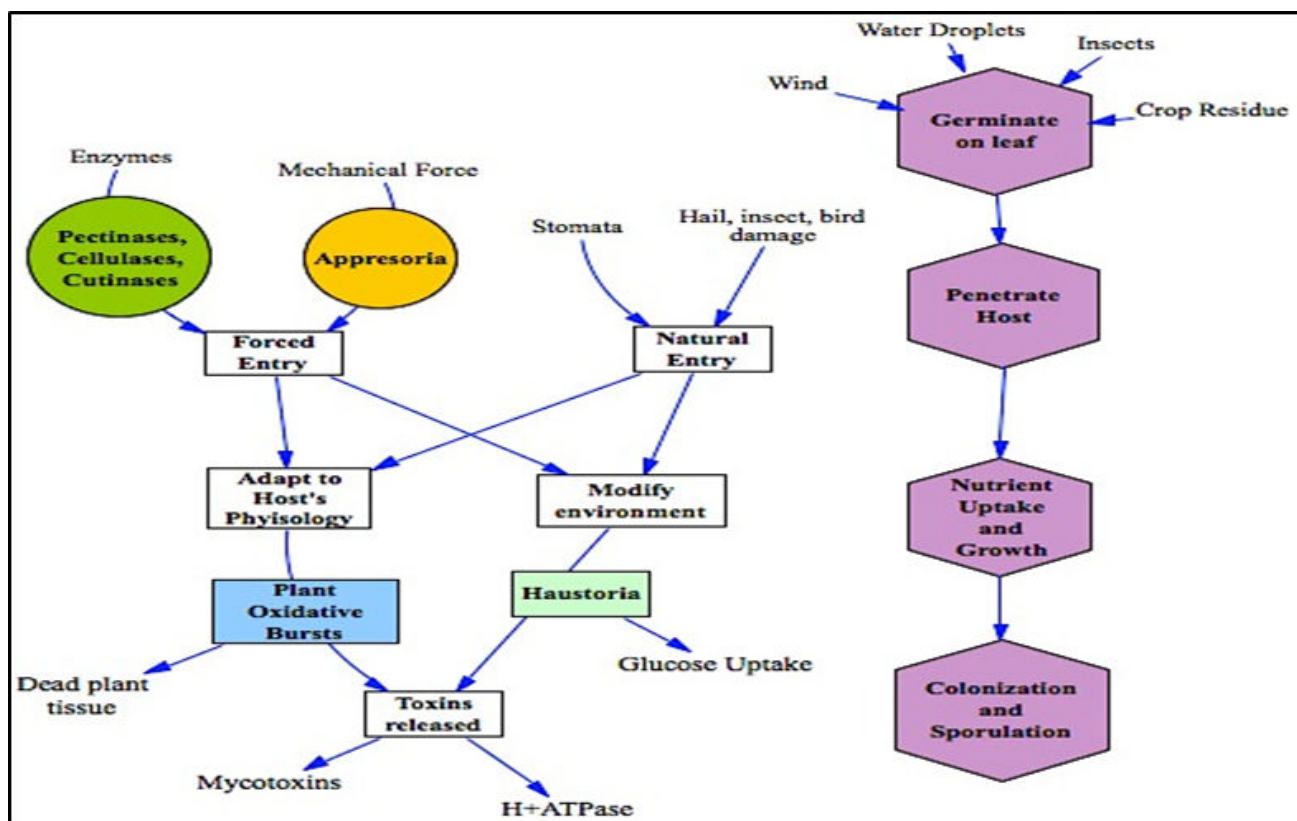 Water Droplets
Insects
Wind
Crop Residue
Germinate
on leaf
Enzymes
Mechanical Force
Pectinases,
Cellulases,
Cutinases
Appresoria
Stomata
Hail, insect, bird
damage
Penetrate
Host
Forced
Entry
Natural
Entry
Adapt to
Host's
Phyisology
Modify
environment
Nutrient
Uptake
and
Growth
Plant
Oxidative
Bursts
Haustoria
Dead plant
tissue
Glucose Uptake
Toxins
released
Colonization
and
Sporulation
Mycotoxins
H+ATPase